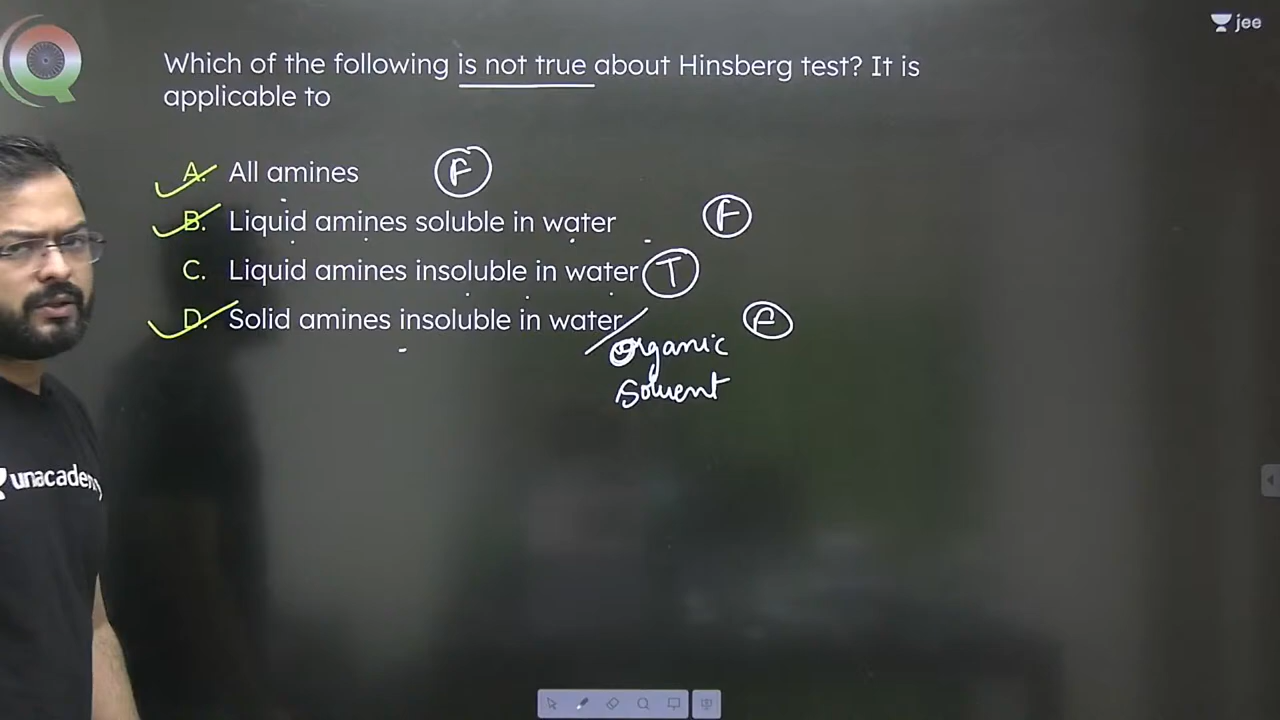 jee
Which of the following is not true about Hinsberg test? It is
applicable to
A. All amines F
B. Liquid amines soluble in water F
C. Liquid amines insoluble in water T
D. Solid amines insoluble in water F
Organic
Solvent
unacademy